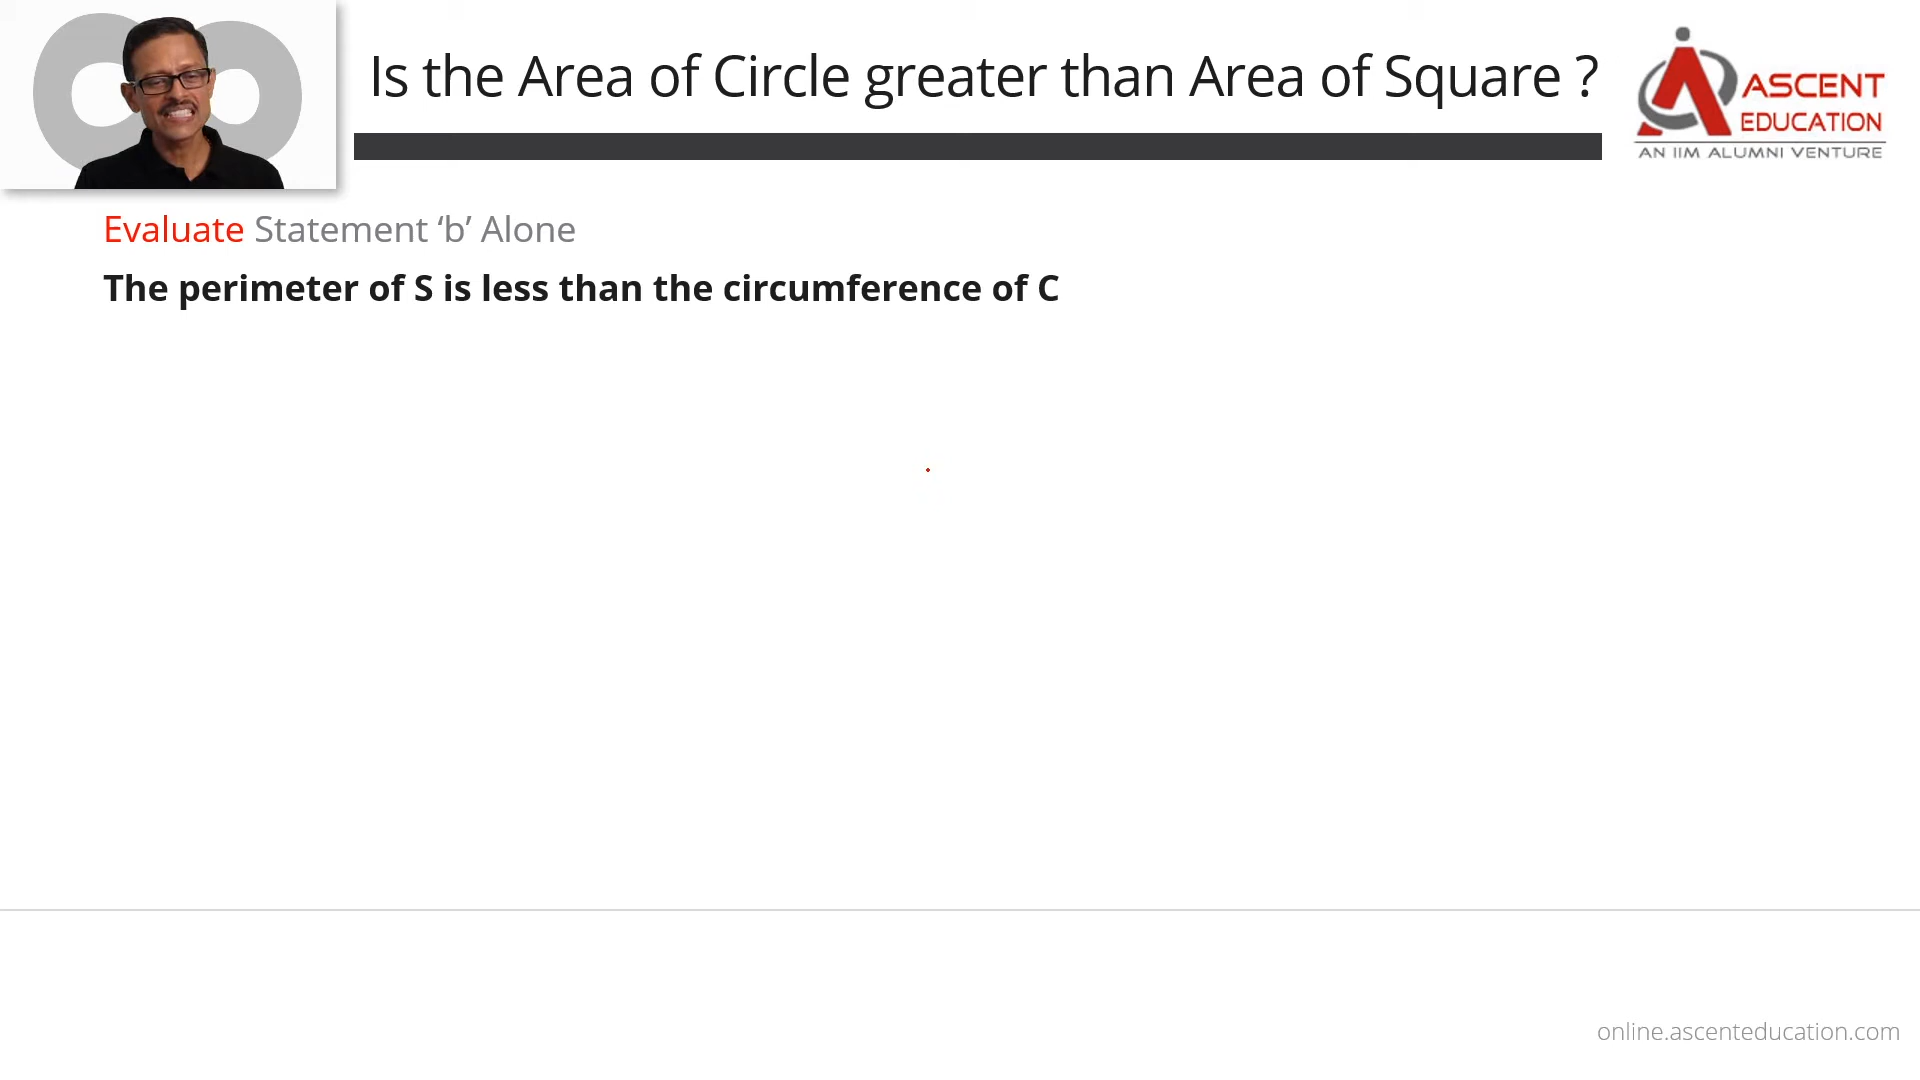 Is the Area of Circle greater than Area of Square ?
ASCENT
EDUCATION
AN IIM ALUMNI VENTURE
Evaluate Statement ‘b’ Alone
The perimeter of S is less than the circumference of C
online.ascenteducation.com